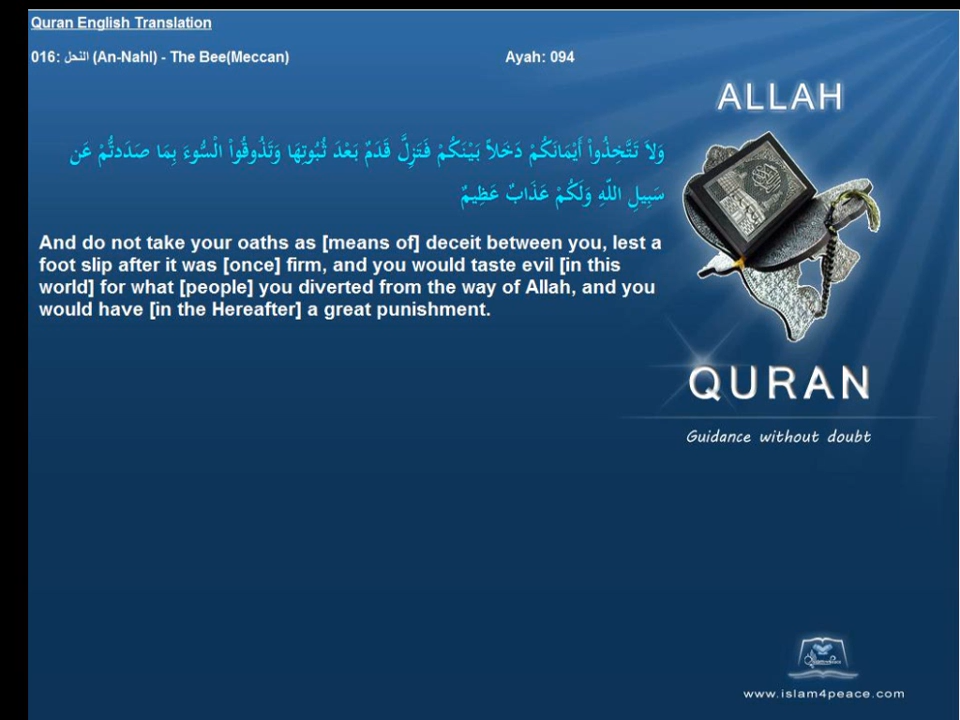 Quran English Translation
016: النحل (An-Nahl) - The Bee(Meccan) Ayah: 094
ALLAH
وَلاَ تَتَّخِذُواْ أَيْمَانَكُمْ دَخَلاً بَيْنَكُمْ فَتَزِلَّ قَدَمٌ بَعْدَ ثُبُوتِهَا وَتَذُوقُواْ الْسُّوءَ بِمَا صَدَدتُّمْ عَن
سَبِيلِ اللّهِ وَلَكُمْ عَذَابٌ عَظِيمٌ
And do not take your oaths as [means of] deceit between you, lest a
foot slip after it was [once] firm, and you would taste evil [in this
world] for what [people] you diverted from the way of Allah, and you
would have [in the Hereafter] a great punishment.
QURAN
Guidance without doubt
www.islam4peace.com